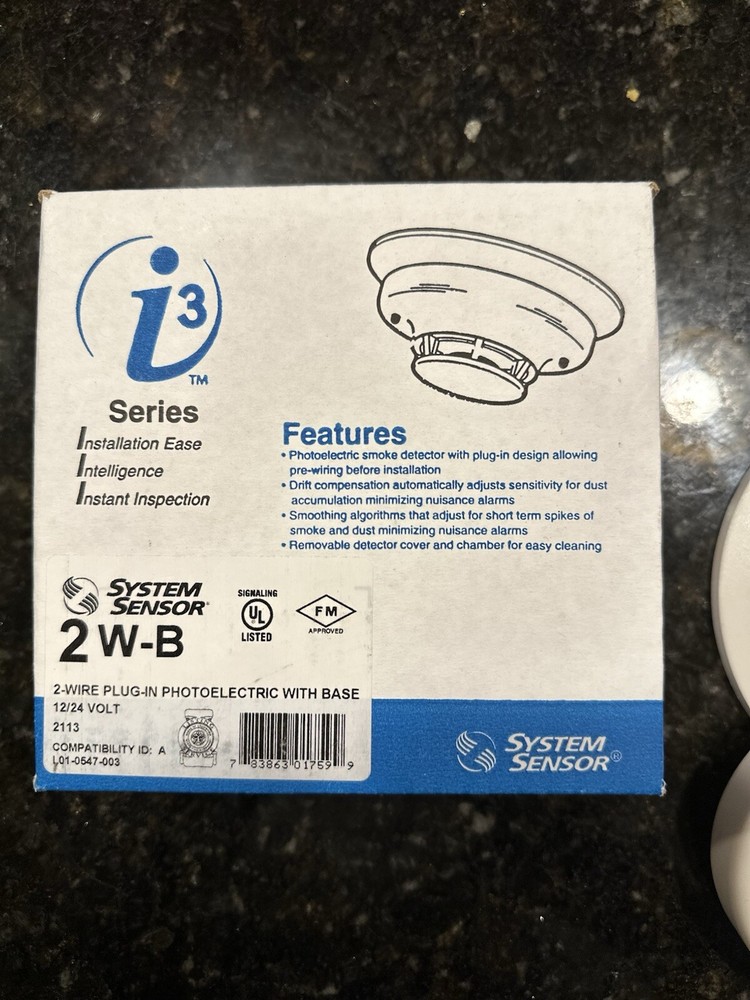 i3™
Series
Installation Ease
Intelligence
Instant Inspection
Features
• Photoelectric smoke detector with plug-in design allowing
pre-wiring before installation
• Drift compensation automatically adjusts sensitivity for dust
accumulation minimizing nuisance alarms
• Smoothing algorithms that adjust for short term spikes of
smoke and dust minimizing nuisance alarms
• Removable detector cover and chamber for easy cleaning
SYSTEM
SENSOR®
2W-B
SIGNALING
UL
LISTED
FM
APPROVED
2-WIRE PLUG-IN PHOTOELECTRIC WITH BASE
12/24 VOLT
2113
COMPATIBILITY ID: A
L01-0547-003
7 83863 01759 9
SYSTEM
SENSOR®